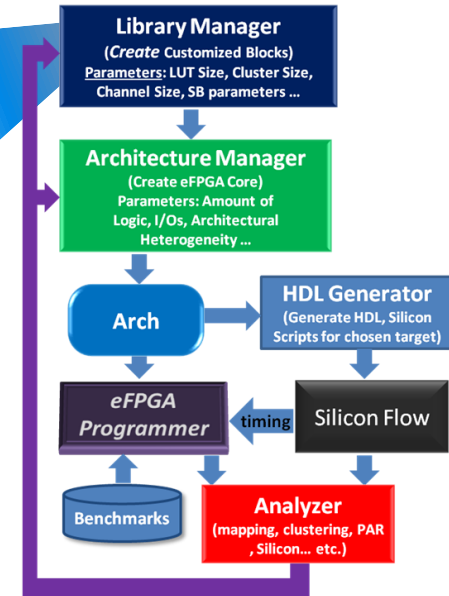 Library Manager
(Create Customized Blocks)
Parameters: LUT Size, Cluster Size,
Channel Size, SB parameters ...
Architecture Manager
(Create eFPGA Core)
Parameters: Amount of
Logic, I/Os, Architectural
Heterogeneity ...
Arch
HDL Generator
(Generate HDL, Silicon
Scripts for chosen target)
eFPGA
Programmer
timing
Silicon Flow
Benchmarks
Analyzer
(mapping, clustering, PAR
, Silicon... etc.)